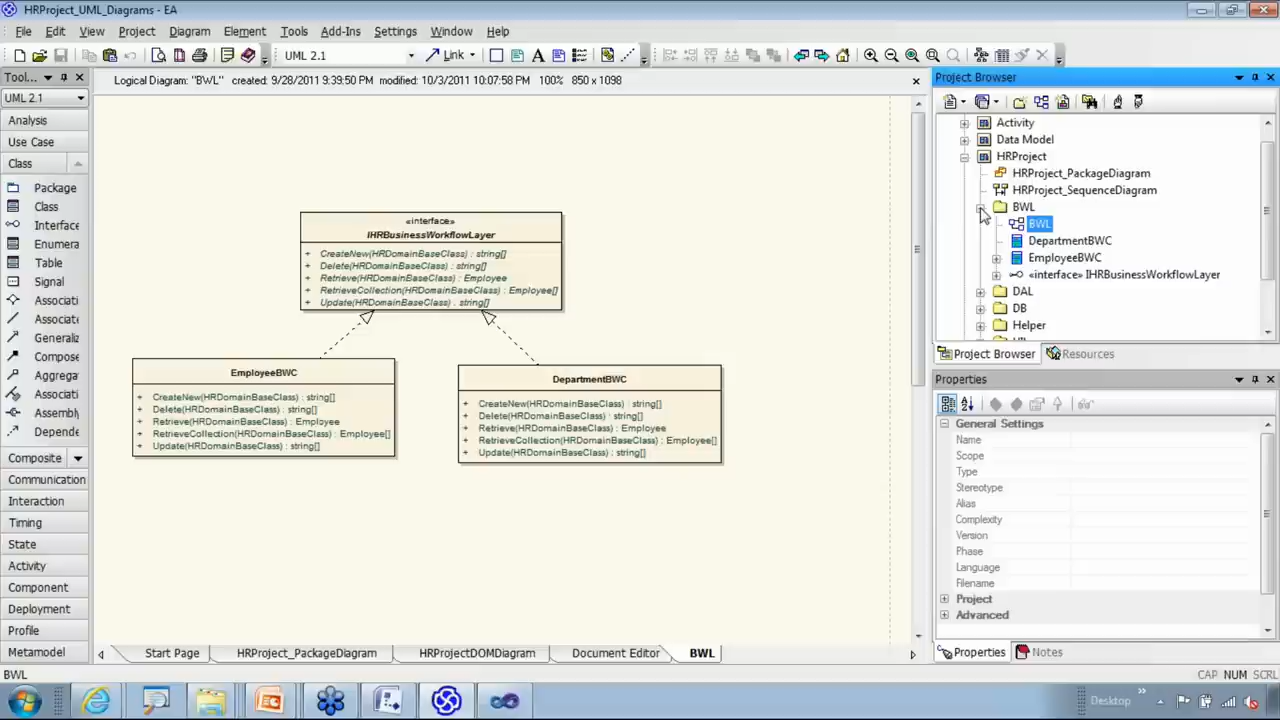 HRProject_UML_Diagrams - EA
File Edit View Project Diagram Element Tools Add-Ins Settings Window Help
UML 2.1 Link A
Tool...
UML 2.1
Analysis
Use Case
Class
Package
Class
Interface
Enumera
Table
Signal
Associati
Associate
Generaliz
Compose
Aggrega
Associati
Assembly
Depende
Composite
Communication
Interaction
Timing
State
Activity
Component
Deployment
Profile
Metamodel
Logical Diagram: "BWL" created: 9/28/2011 9:39:50 PM modified: 10/3/2011 10:07:58 PM 100% 850 x 1098
«interface»
IHRBusinessWorkflowLayer
+ CreateNew(HRDomainBaseClass) : string[]
+ Delete(HRDomainBaseClass) : string[]
+ Retrieve(HRDomainBaseClass) : Employee
+ RetrieveCollection(HRDomainBaseClass) : Employee[]
+ Update(HRDomainBaseClass) : string[]
EmployeeBWC
+ CreateNew(HRDomainBaseClass) : string[]
+ Delete(HRDomainBaseClass) : string[]
+ Retrieve(HRDomainBaseClass) : Employee
+ RetrieveCollection(HRDomainBaseClass) : Employee[]
+ Update(HRDomainBaseClass) : string[]
DepartmentBWC
+ CreateNew(HRDomainBaseClass) : string[]
+ Delete(HRDomainBaseClass) : string[]
+ Retrieve(HRDomainBaseClass) : Employee
+ RetrieveCollection(HRDomainBaseClass) : Employee[]
+ Update(HRDomainBaseClass) : string[]
Start Page HRProject_PackageDiagram HRProjectDOMDiagram Document Editor BWL
Project Browser
Activity
Data Model
HRProject
HRProject_PackageDiagram
HRProject_SequenceDiagram
BWL
BWL
DepartmentBWC
EmployeeBWC
«interface» IHRBusinessWorkflowLayer
DAL
DB
Helper
Project Browser Resources
Properties
General Settings
Name
Scope
Type
Stereotype
Alias
Complexity
Version
Phase
Language
Filename
Project
Advanced
Properties Notes
BWL CAP NUM SCRL
Desktop